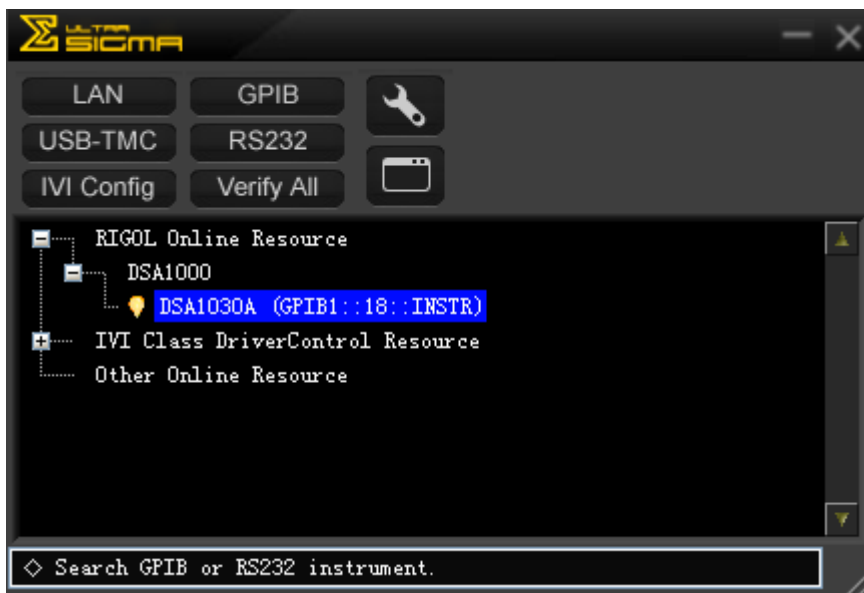 Σ ULTRA SIGMA
LAN
GPIB
USB-TMC
RS232
IVI Config
Verify All
RIGOL Online Resource
DSA1000
DSA1030A (GPIB1::18::INSTR)
IVI Class DriverControl Resource
Other Online Resource
◇ Search GPIB or RS232 instrument.